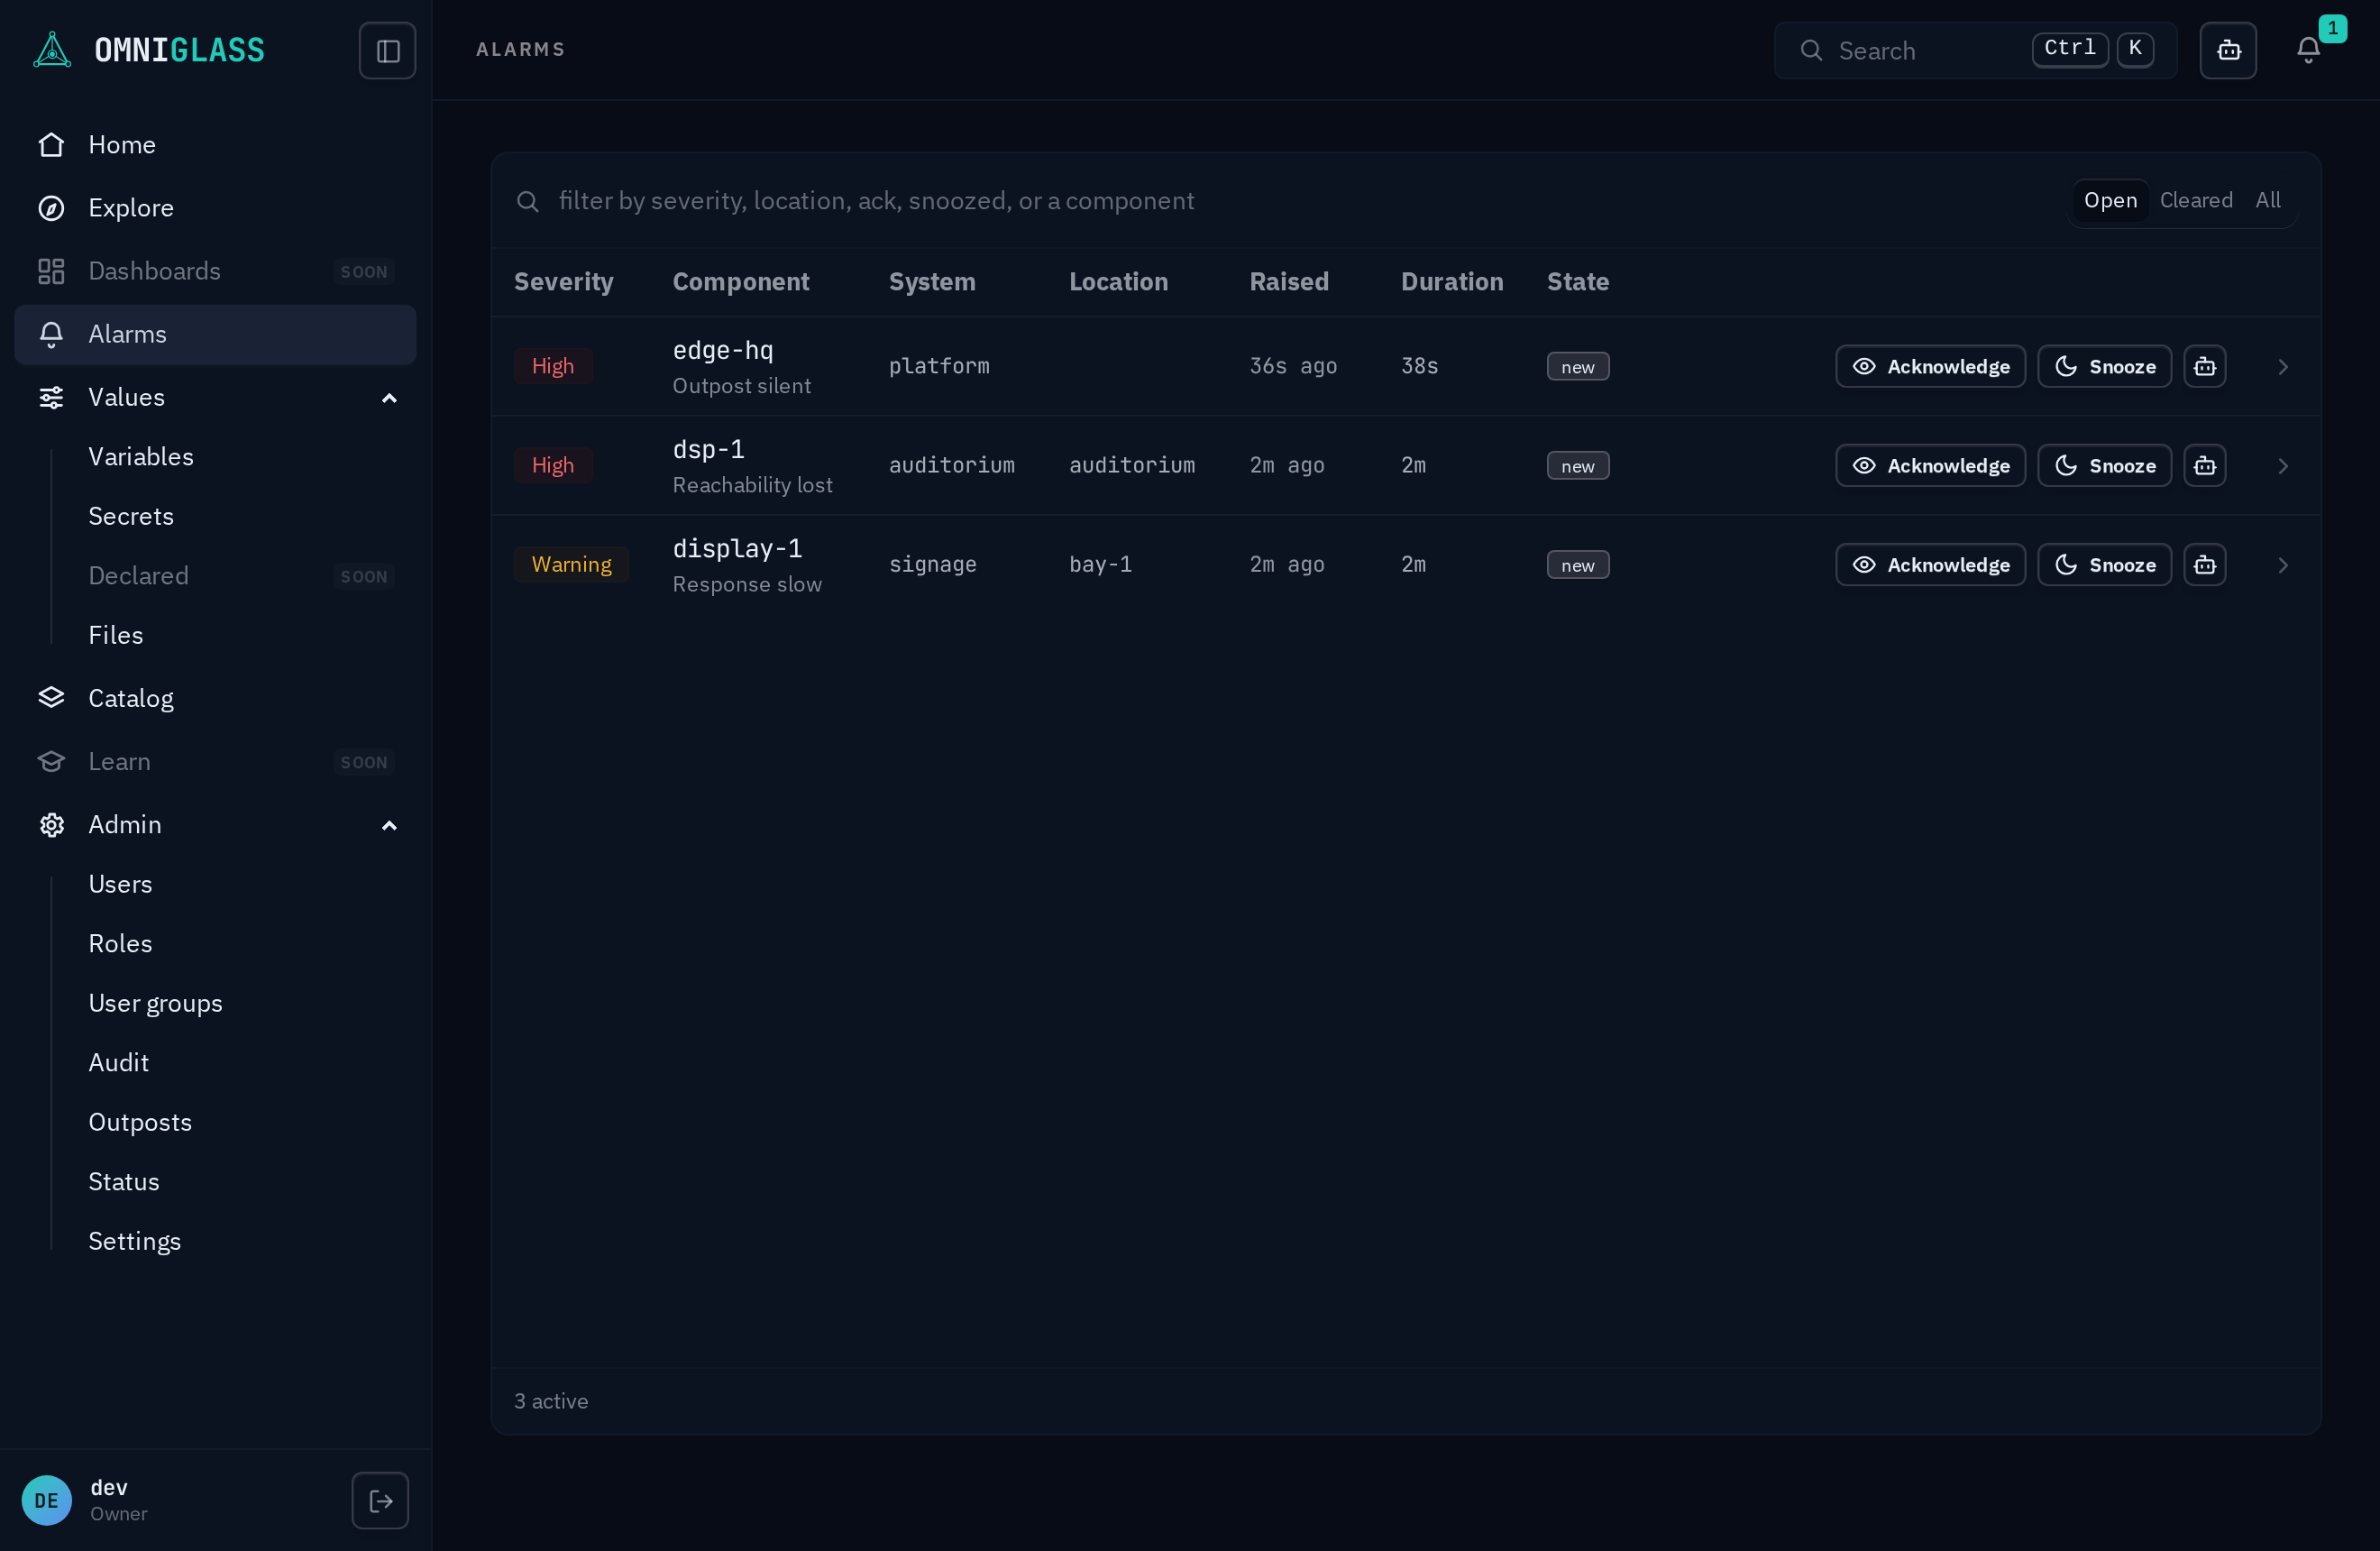 OMNIGLASS
ALARMS
Search Ctrl K
1
Home
Explore
Dashboards SOON
Alarms
Values
Variables
Secrets
Declared SOON
Files
Catalog
Learn SOON
Admin
Users
Roles
User groups
Audit
Outposts
Status
Settings
DE
dev
Owner
filter by severity, location, ack, snoozed, or a component
Open Cleared All
Severity Component System Location Raised Duration State
High edge-hq platform 36s ago 38s new Acknowledge Snooze
Outpost silent
High dsp-1 auditorium auditorium 2m ago 2m new Acknowledge Snooze
Reachability lost
Warning display-1 signage bay-1 2m ago 2m new Acknowledge Snooze
Response slow
3 active